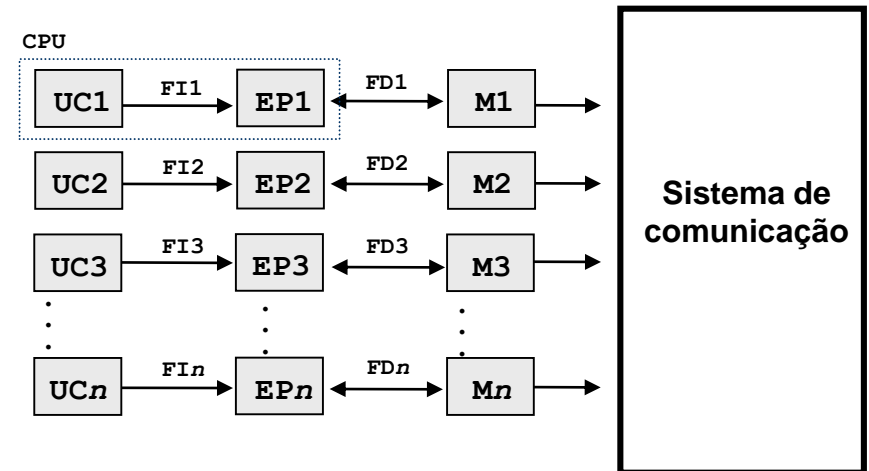 CPU
UC1 FI1 EP1 FD1 M1
UC2 FI2 EP2 FD2 M2
UC3 FI3 EP3 FD3 M3
UCn FIn EPn FDn Mn
Sistema de
comunicação